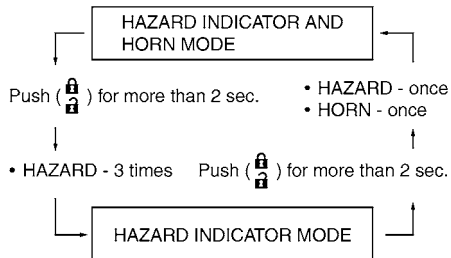 HAZARD INDICATOR AND
HORN MODE
Push ( ) for more than 2 sec.
• HAZARD - once
• HORN - once
• HAZARD - 3 times
Push ( ) for more than 2 sec.
HAZARD INDICATOR MODE